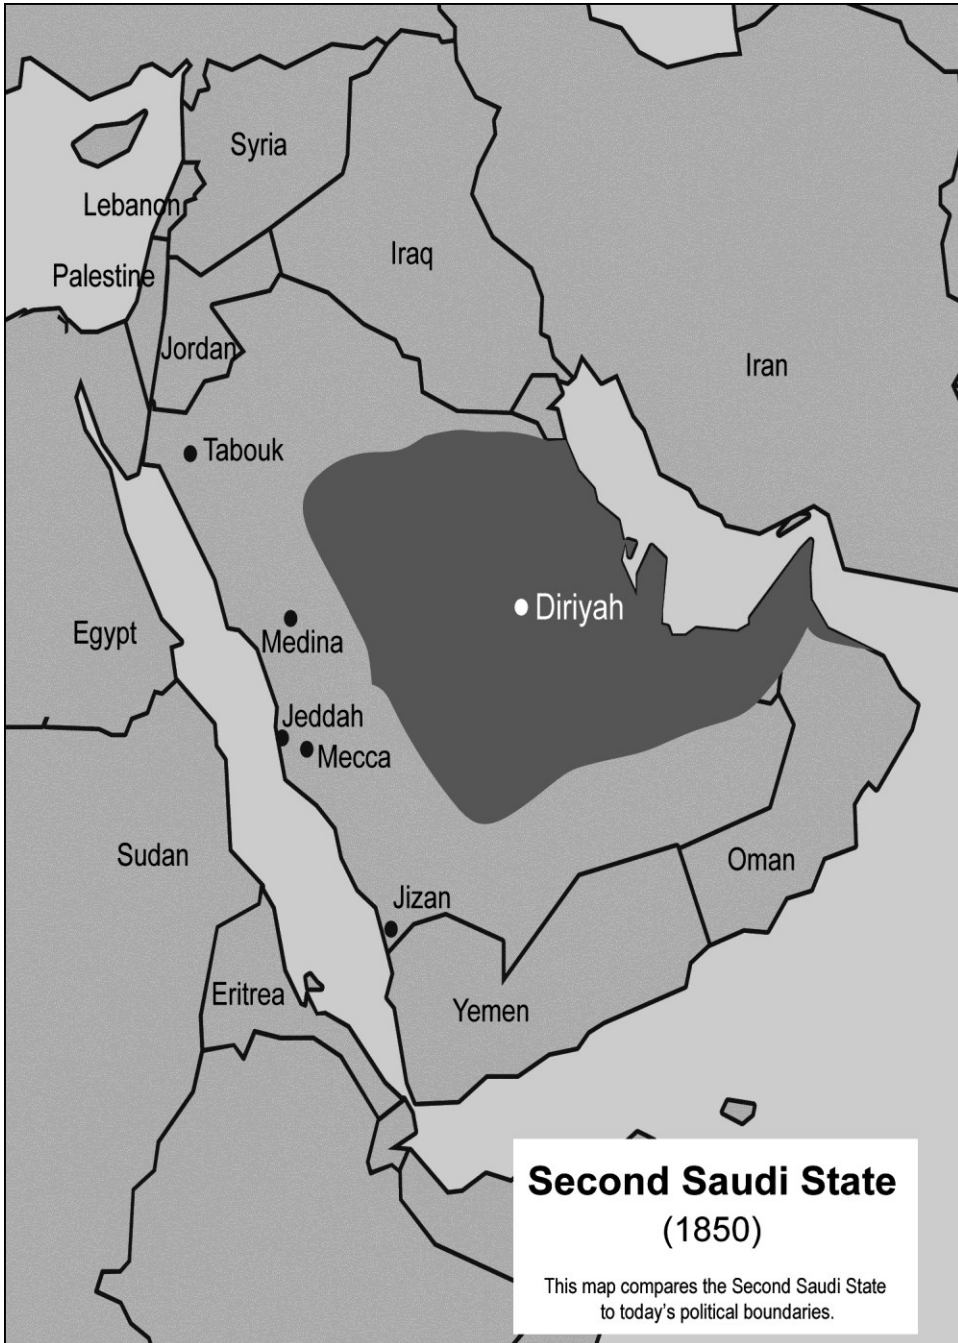 Syria
Lebanon
Iraq
Palestine
Jordan
Iran
Tabouk
Diriyah
Egypt
Medina
Jeddah
Mecca
Sudan
Oman
Jizan
Eritrea
Yemen
Second Saudi State
(1850)
This map compares the Second Saudi State
to today's political boundaries.